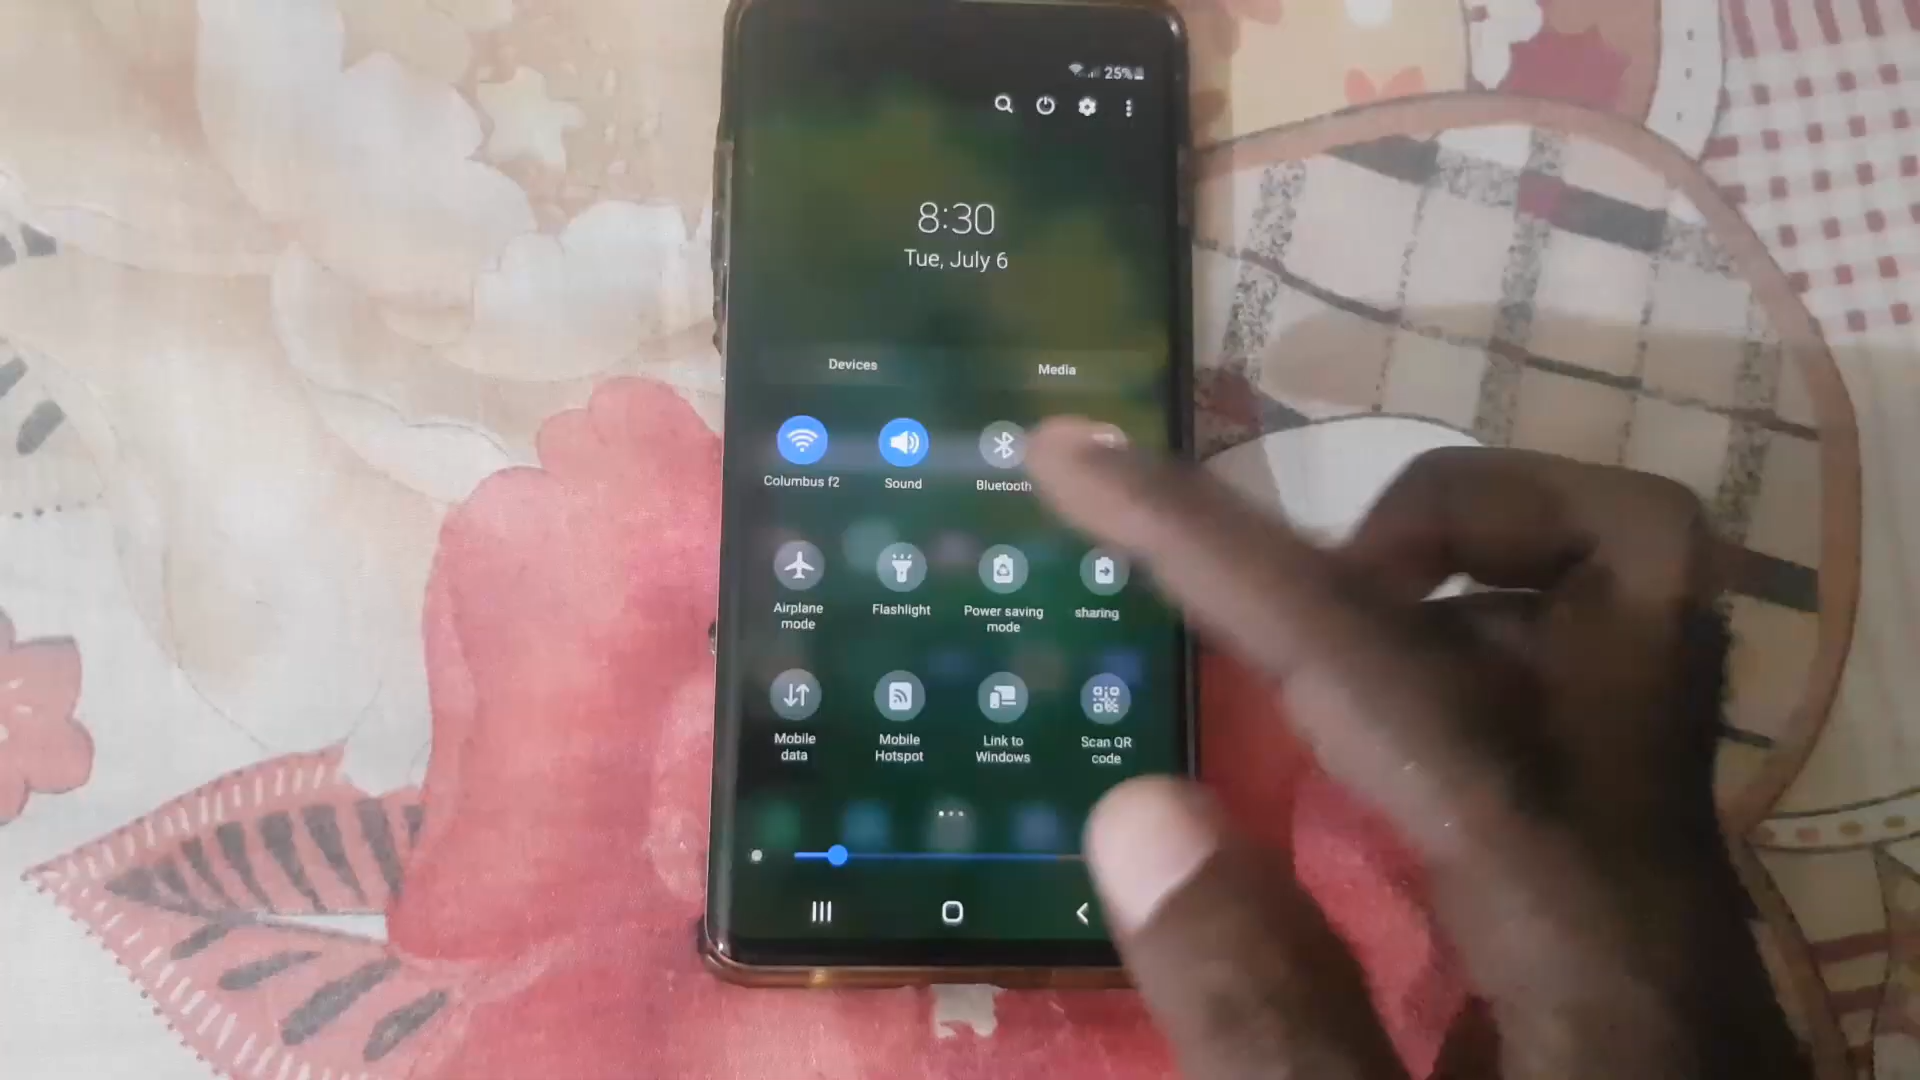 25%
8:30
Tue, July 6
Devices
Media
Columbus f2
Sound
Bluetooth
Airplane
mode
Flashlight
Power saving
mode
sharing
Mobile
data
Mobile
Hotspot
Link to
Windows
Scan QR
code